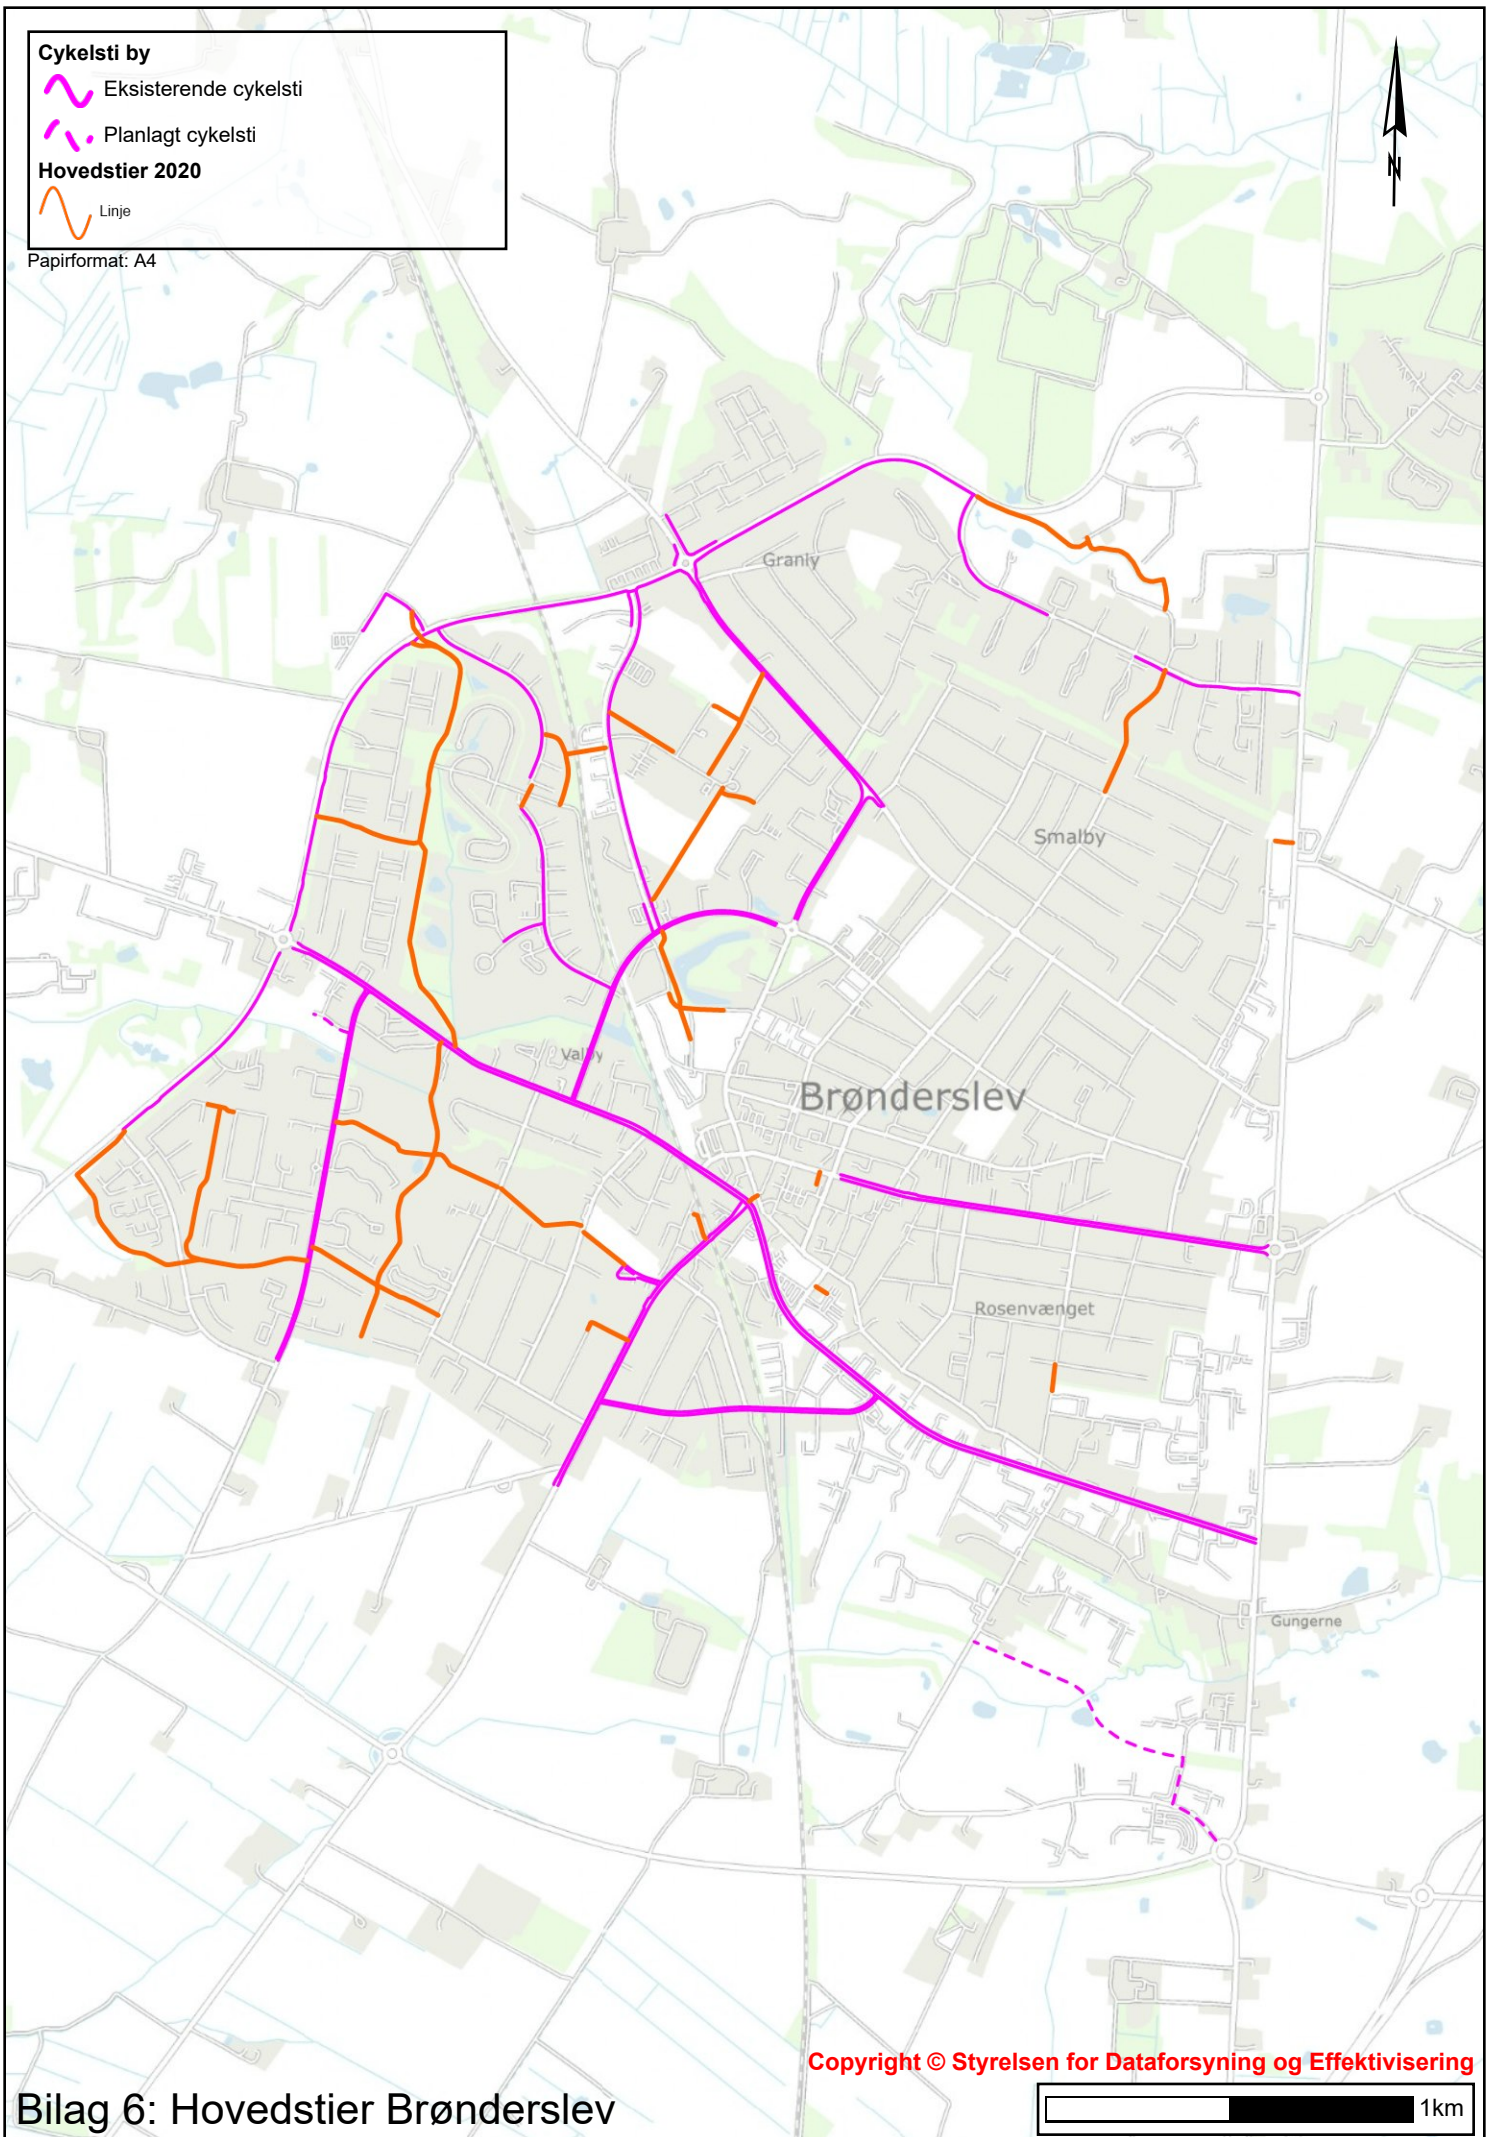 Cykelsti by
Eksisterende cykelsti
Planlagt cykelsti
Hovedstier 2020
Linje
Papirformat: A4
N
Granly
Smalby
Valby
Brønderslev
Rosenvænget
Gungerne
Copyright © Styrelsen for Dataforsyning og Effektivisering
Bilag 6: Hovedstier Brønderslev
1km